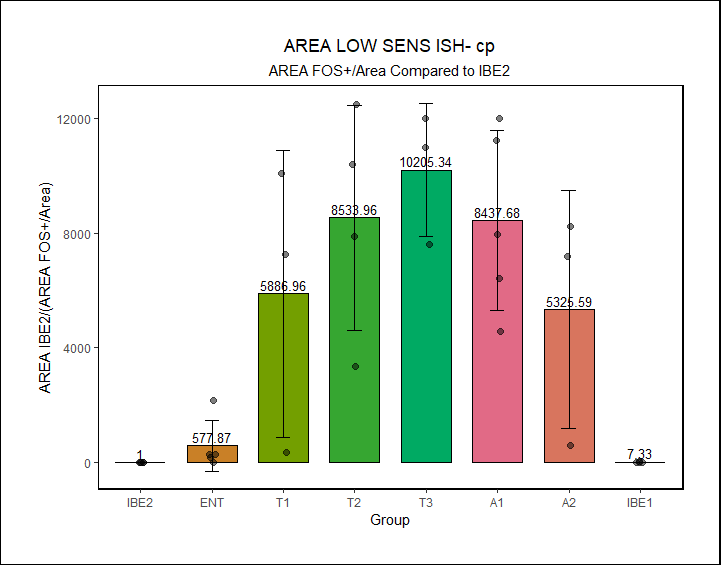 AREA LOW SENS ISH- cp
AREA FOS+/Area Compared to IBE2
AREA IBE2/(AREA FOS+/Area)
12000
8000
4000
0
1
577.87
5886.96
8533.96
10205.34
8437.68
5325.59
7.33
IBE2 ENT T1 T2 T3 A1 A2 IBE1
Group